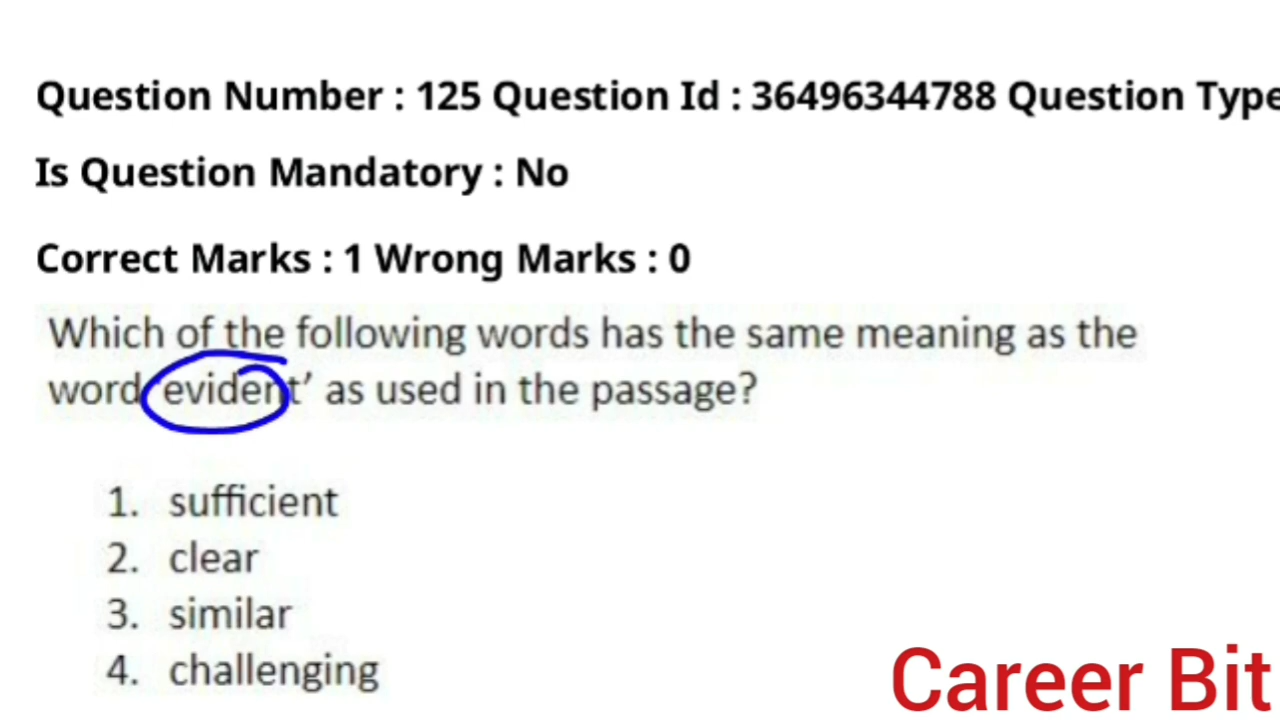 Question Number : 125 Question Id : 36496344788 Question Type
Is Question Mandatory : No
Correct Marks : 1 Wrong Marks : 0
Which of the following words has the same meaning as the
word 'evident' as used in the passage?
1. sufficient
2. clear
3. similar
4. challenging
Career Bit